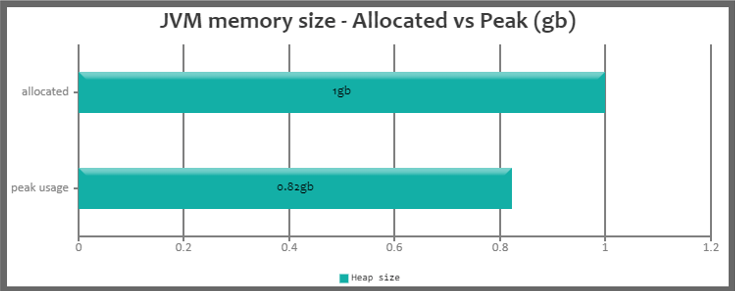 JVM memory size - Allocated vs Peak (gb)
allocated
1gb
peak usage
0.82gb
0 0.2 0.4 0.6 0.8 1 1.2
Heap size